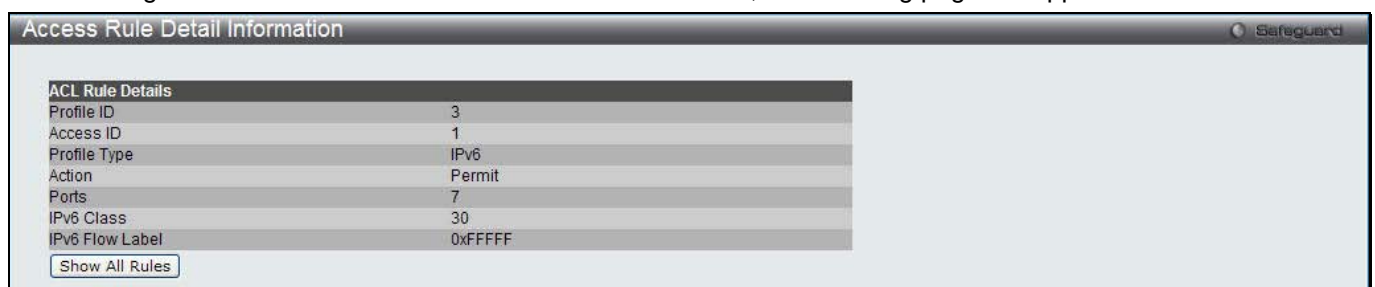 Access Rule Detail Information
Safeguard
ACL Rule Details
Profile ID 3
Access ID 1
Profile Type IPv6
Action Permit
Ports 7
IPv6 Class 30
IPv6 Flow Label 0xFFFFF
Show All Rules